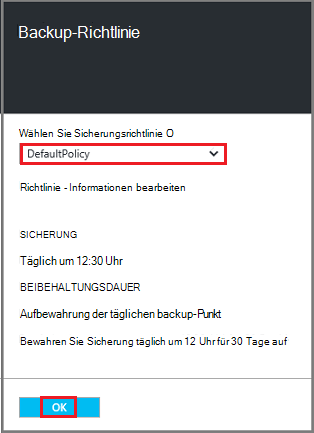 Backup-Richtlinie
Wählen Sie Sicherungsrichtlinie O
DefaultPolicy
Richtlinie - Informationen bearbeiten
SICHERUNG
Täglich um 12:30 Uhr
BEIBEHALTUNGSDAUER
Aufbewahrung der täglichen backup-Punkt
Bewahren Sie Sicherung täglich um 12 Uhr für 30 Tage auf
OK